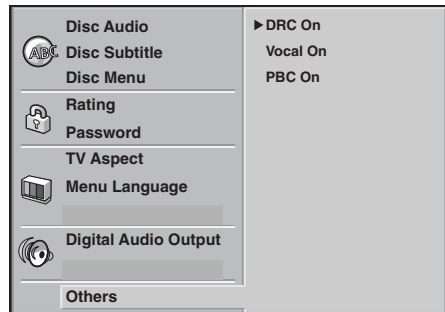 Disc Audio
ABC
Disc Subtitle
Disc Menu
Rating
Password
TV Aspect
Menu Language
Digital Audio Output
Others
DRC On
Vocal On
PBC On